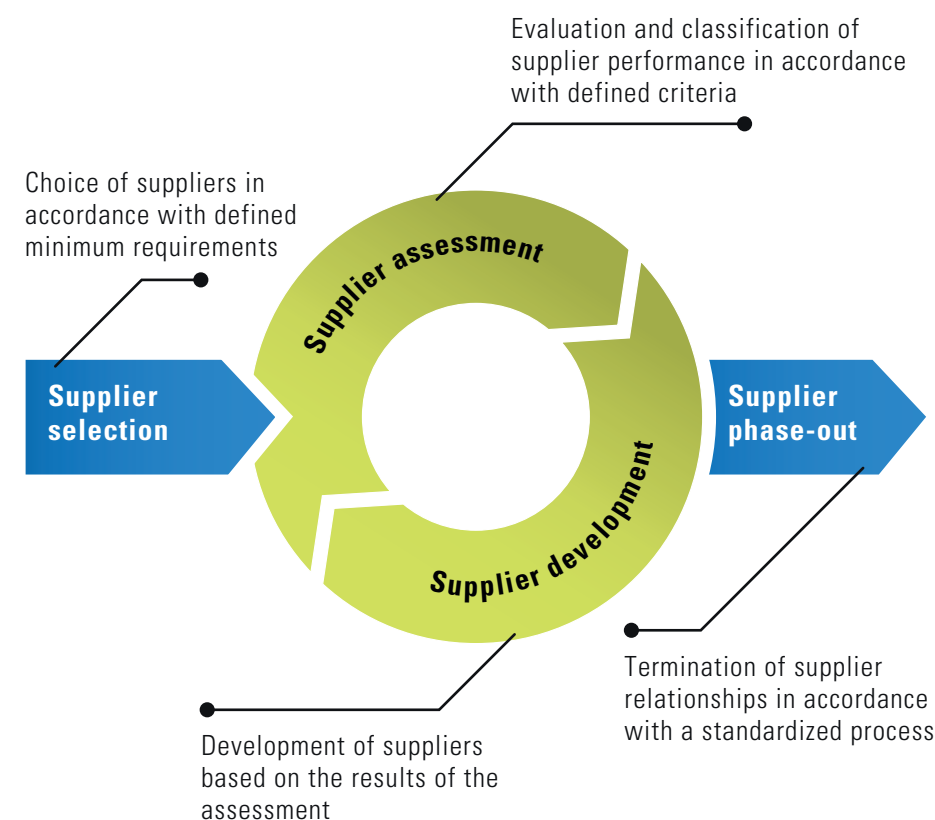 Evaluation and classification of
supplier performance in accordance
with defined criteria
Choice of suppliers in
accordance with defined
minimum requirements
Supplier assessment
Supplier
selection
Supplier
phase-out
Supplier development
Termination of supplier
relationships in accordance
with a standardized process
Development of suppliers
based on the results of the
assessment